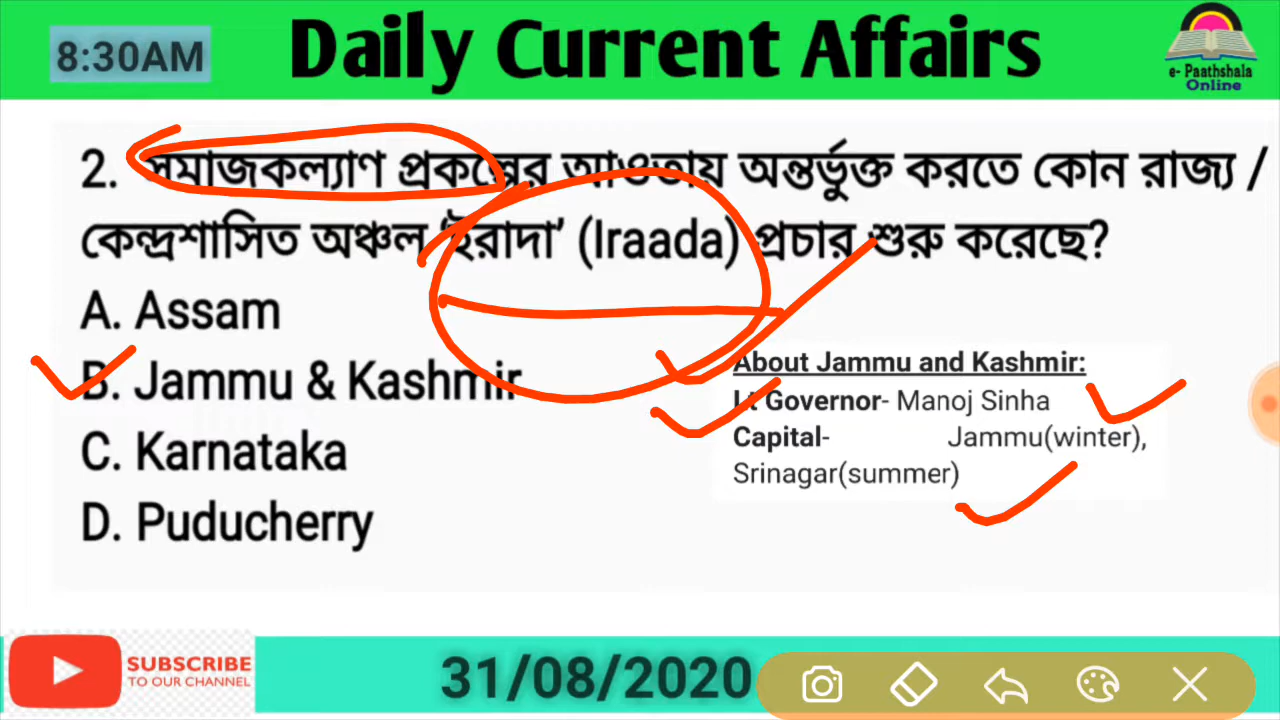 8:30AM
Daily Current Affairs
e- Paathshala
Online
2. সমাজকল্যাণ প্রকল্পের আওতায় অন্তর্ভুক্ত করতে কোন রাজ্য /
কেন্দ্রশাসিত অঞ্চল 'ইরাদা' (Iraada) প্রচার শুরু করেছে?
A. Assam
B. Jammu & Kashmir
C. Karnataka
D. Puducherry
About Jammu and Kashmir:
Lt Governor- Manoj Sinha
Capital- Jammu(winter),
Srinagar(summer)
SUBSCRIBE
TO OUR CHANNEL
31/08/2020